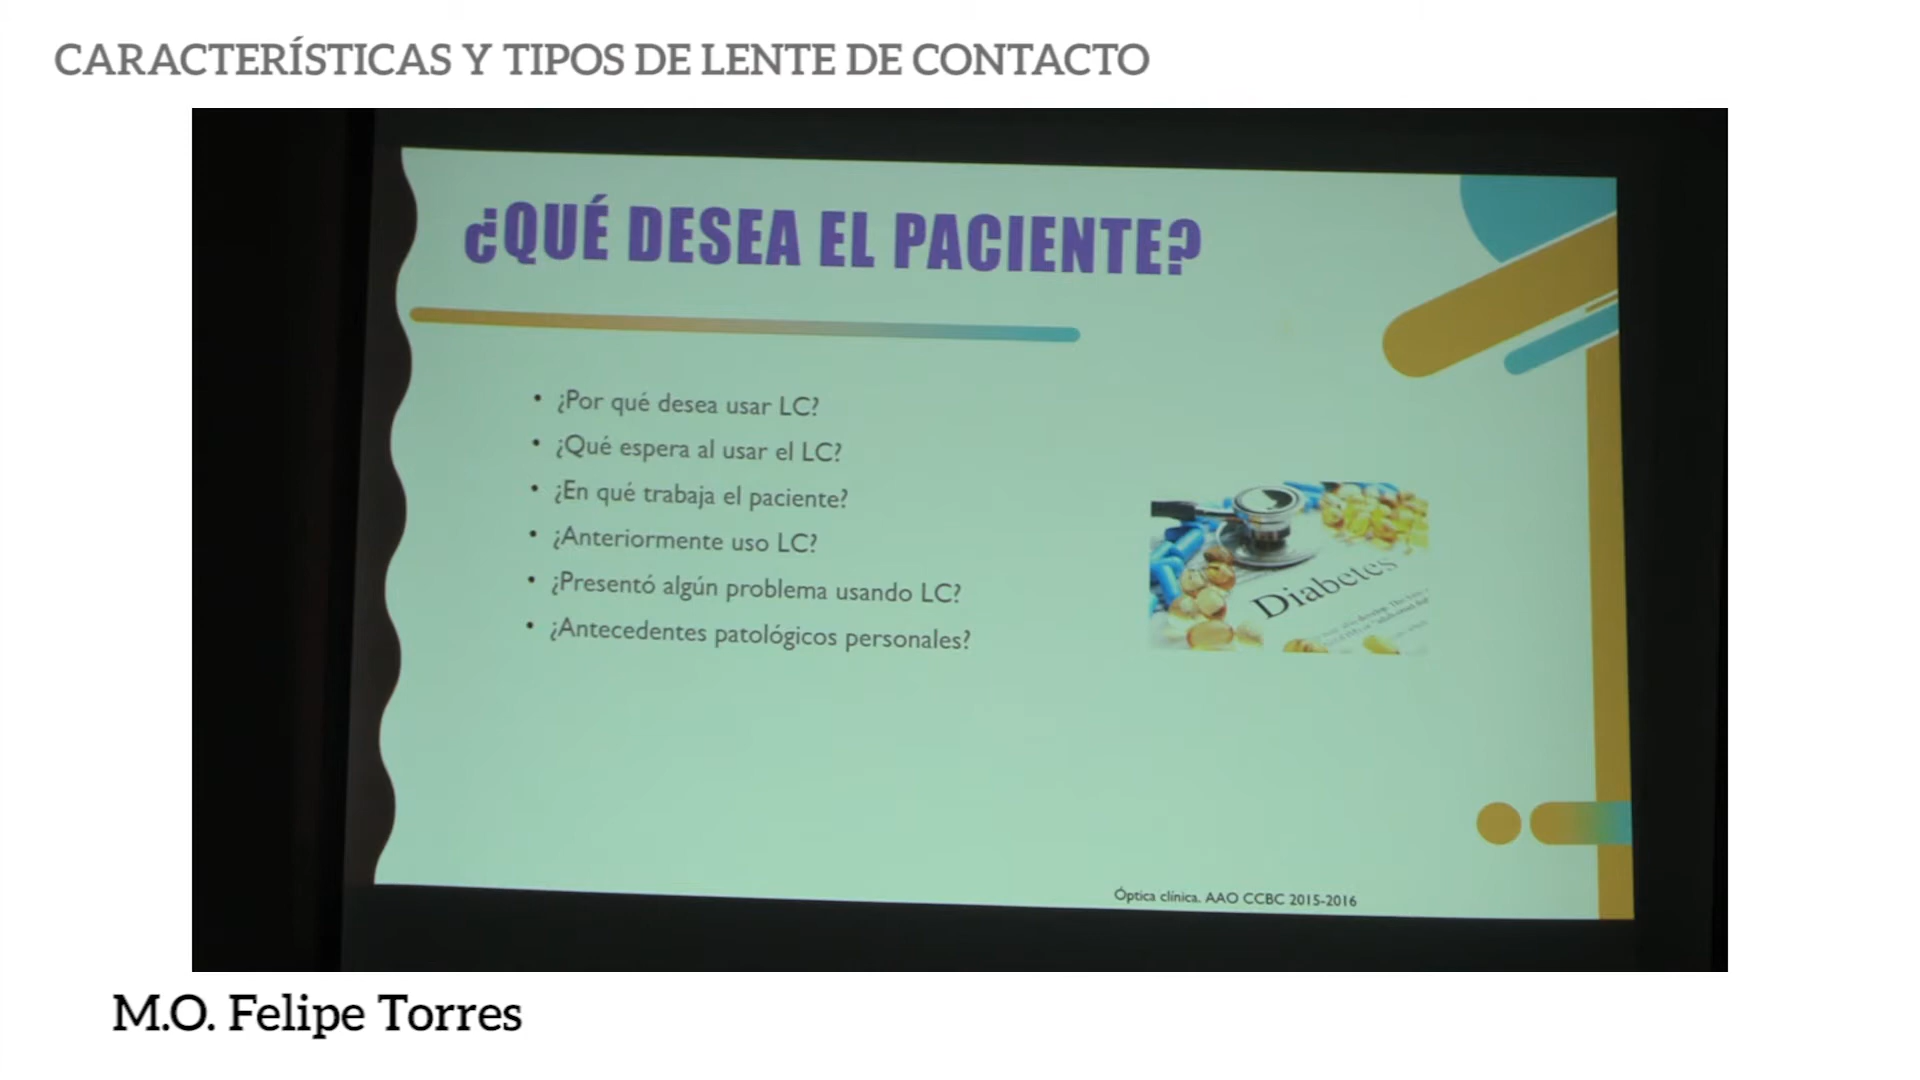 CARACTERÍSTICAS Y TIPOS DE LENTE DE CONTACTO
¿QUÉ DESEA EL PACIENTE?
• ¿Por qué desea usar LC?
• ¿Qué espera al usar el LC?
• ¿En qué trabaja el paciente?
• ¿Anteriormente uso LC?
• ¿Presentó algún problema usando LC?
• ¿Antecedentes patológicos personales?
Diabetes
Óptica clínica. AAO CCBC 2015-2016
M.O. Felipe Torres